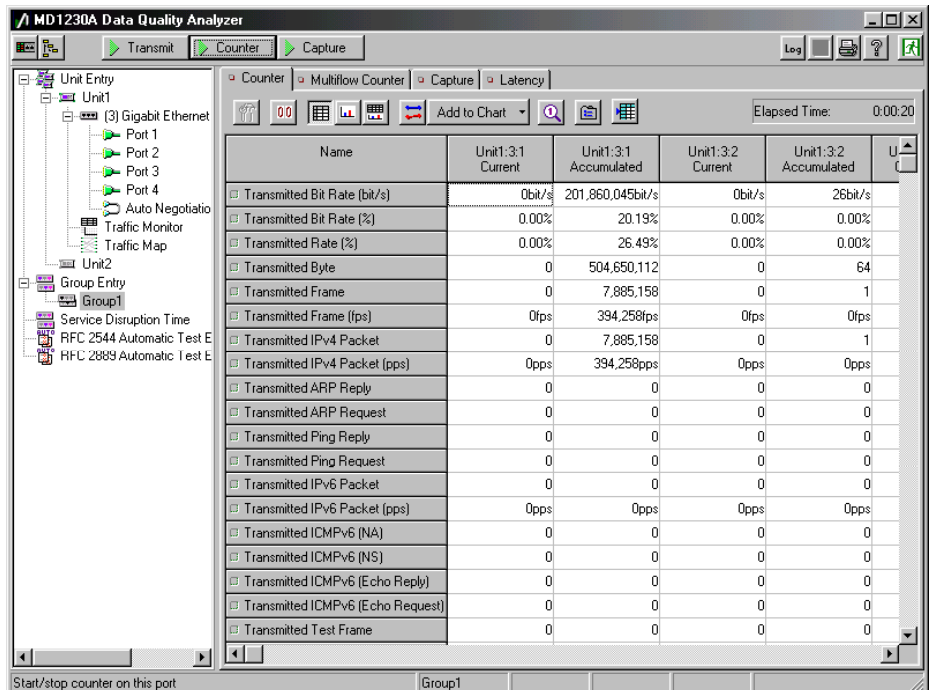 MD1230A Data Quality Analyzer
Transmit Counter Capture Log
Unit Entry
Unit1
(3) Gigabit Ethernet
Port 1
Port 2
Port 3
Port 4
Auto Negotiatio
Traffic Monitor
Traffic Map
Unit2
Group Entry
Group1
Service Disruption Time
RFC 2544 Automatic Test E
RFC 2889 Automatic Test E
Counter Multiflow Counter Capture Latency
Add to Chart Elapsed Time: 0:00:20
Name Unit1:3:1 Current Unit1:3:1 Accumulated Unit1:3:2 Current Unit1:3:2 Accumulated
Transmitted Bit Rate (bit/s) 0bit/s 201,860,045bit/s 0bit/s 26bit/s
Transmitted Bit Rate (%) 0.00% 20.19% 0.00% 0.00%
Transmitted Rate (%) 0.00% 26.49% 0.00% 0.00%
Transmitted Byte 0 504,650,112 0 64
Transmitted Frame 0 7,885,158 0 1
Transmitted Frame (fps) 0fps 394,258fps 0fps 0fps
Transmitted IPv4 Packet 0 7,885,158 0 1
Transmitted IPv4 Packet (pps) 0pps 394,258pps 0pps 0pps
Transmitted ARP Reply 0 0 0 0
Transmitted ARP Request 0 0 0 0
Transmitted Ping Reply 0 0 0 0
Transmitted Ping Request 0 0 0 0
Transmitted IPv6 Packet 0 0 0 0
Transmitted IPv6 Packet (pps) 0pps 0pps 0pps 0pps
Transmitted ICMPv6 (NA) 0 0 0 0
Transmitted ICMPv6 (NS) 0 0 0 0
Transmitted ICMPv6 (Echo Reply) 0 0 0 0
Transmitted ICMPv6 (Echo Request) 0 0 0 0
Transmitted Test Frame 0 0 0 0
Start/stop counter on this port Group1